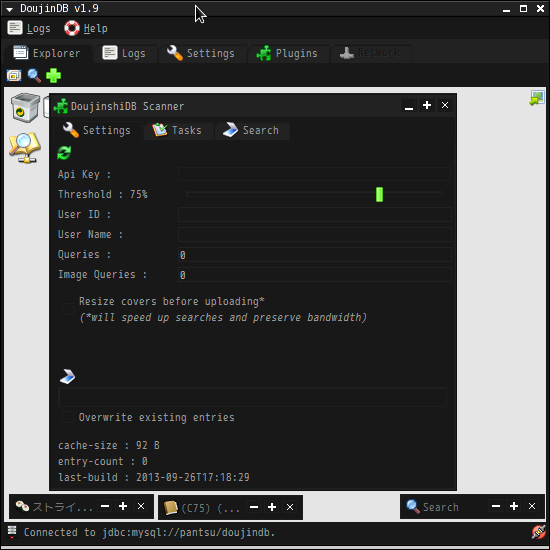 DoujinDB v1.9
Logs Help
Explorer Logs Settings Plugins Network
DoujinshiDB Scanner
Settings Tasks Search
Api Key :
Threshold : 75%
User ID :
User Name :
Queries : 0
Image Queries : 0
Resize covers before uploading*
(*will speed up searches and preserve bandwidth)
Overwrite existing entries
cache-size : 92 B
entry-count : 0
last-build : 2013-09-26T17:18:29
ストライ... (C75) (... Search
Connected to jdbc:mysql://pantsu/doujindb.